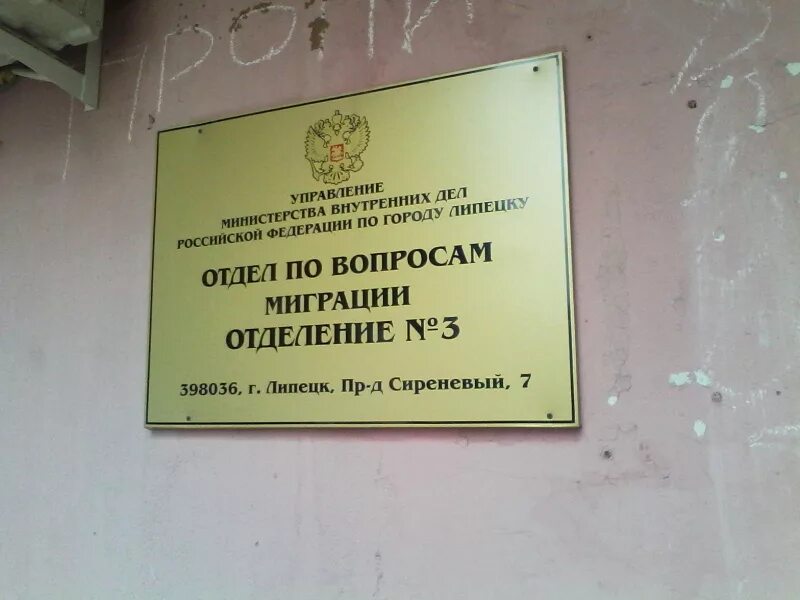 УПРАВЛЕНИЕ
МИНИСТЕРСТВА ВНУТРЕННИХ ДЕЛ
РОССИЙСКОЙ ФЕДЕРАЦИИ ПО ГОРОДУ ЛИПЕЦКУ
ОТДЕЛ ПО ВОПРОСАМ
МИГРАЦИИ
ОТДЕЛЕНИЕ №3
398036, г. Липецк, Пр-д Сиреневый, 7